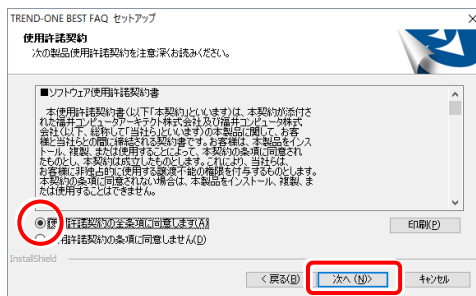 TREND-ONE BEST FAQ セットアップ
使用許諾契約
次の製品使用許諾契約を注意深くお読みください。
■ソフトウェア使用許諾契約書
本使用許諾契約書(以下「本契約」といいます)は、本契約が添付さ
れた福井コンピュータアーキテクト株式会社及び福井コンピュータ株式
会社(以下、総称して「当社らといいます)の本製品に関して、お客
様と当社らとの間に締結される契約書です。お客様は、本製品をインス
トール、複製、または使用することによって、本契約の条項に同意され
たものとし、本契約は成立したものとします。これにより、当社らは、
お客様に非独占的に使用する譲渡不能の権限を付与するものとします。
本契約の条項に同意されない場合は、本製品をインストール、複製、ま
たは使用することはできません。
使用許諾契約の全条項に同意します(A)
用許諾契約の条項に同意しません(D)
印刷(P)
InstallShield
< 戻る(B)
次へ (N)>
キャンセル